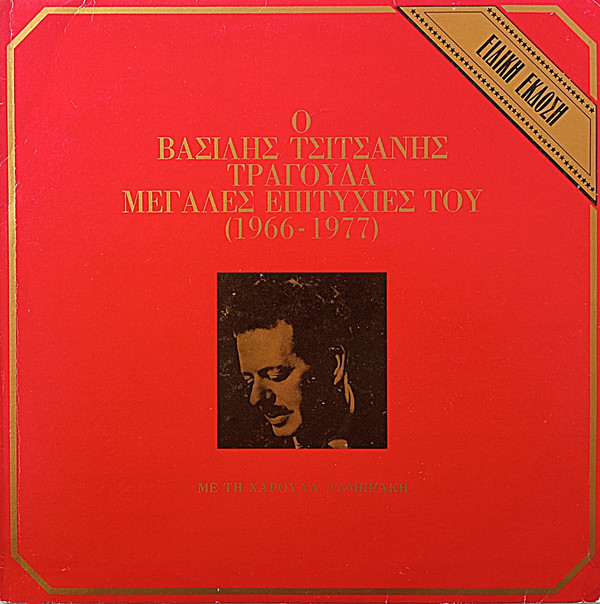 ΕΙΔΙΚΗ ΕΚΔΟΣΗ
Ο
ΒΑΣΙΛΗΣ ΤΣΙΤΣΑΝΗΣ
ΤΡΑΓΟΥΔΑ
ΜΕΓΑΛΕΣ ΕΠΙΤΥΧΙΕΣ ΤΟΥ
(1966-1977)
ΜΕ ΤΗ ΧΑΡΟΥΛΑ ΛΑΜΠΡΑΚΗ